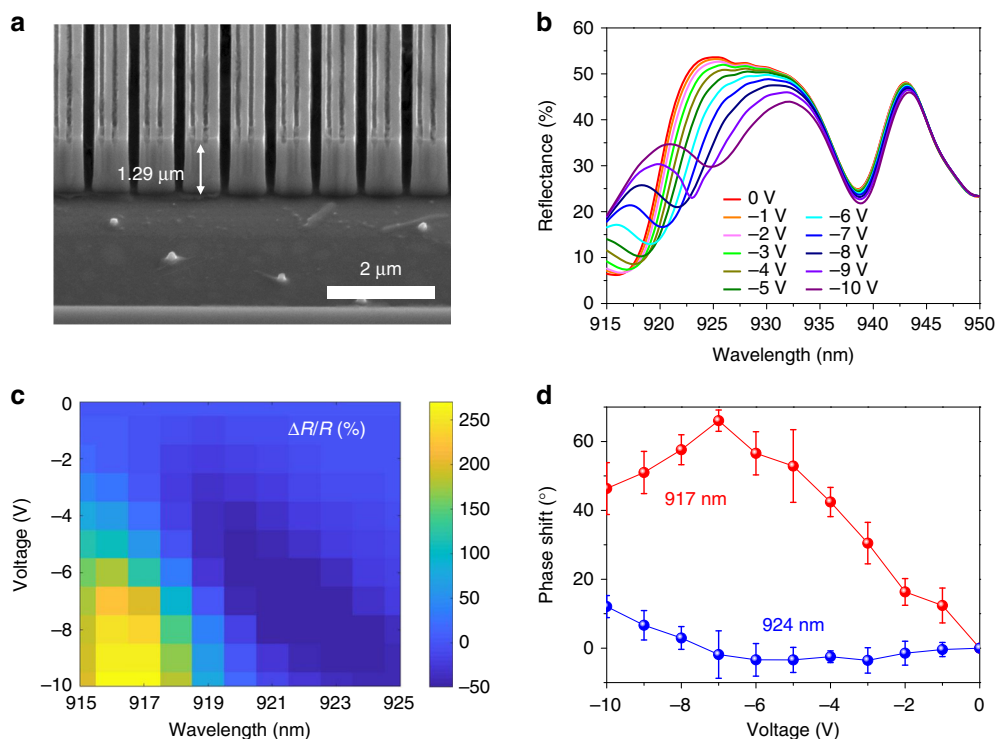 a
1.29 μm
2 μm
b
Reflectance (%)
60
50
40
30
20
10
0
0 V
–1 V
–2 V
–3 V
–4 V
–5 V
–6 V
–7 V
–8 V
–9 V
–10 V
915 920 925 930 935 940 945 950
Wavelength (nm)
c
Voltage (V)
0
–2
–4
–6
–8
–10
ΔR/R (%)
915 917 919 921 923 925
Wavelength (nm)
250
200
150
100
50
0
–50
d
Phase shift (°)
60
40
20
0
917 nm
924 nm
–10 –8 –6 –4 –2 0
Voltage (V)